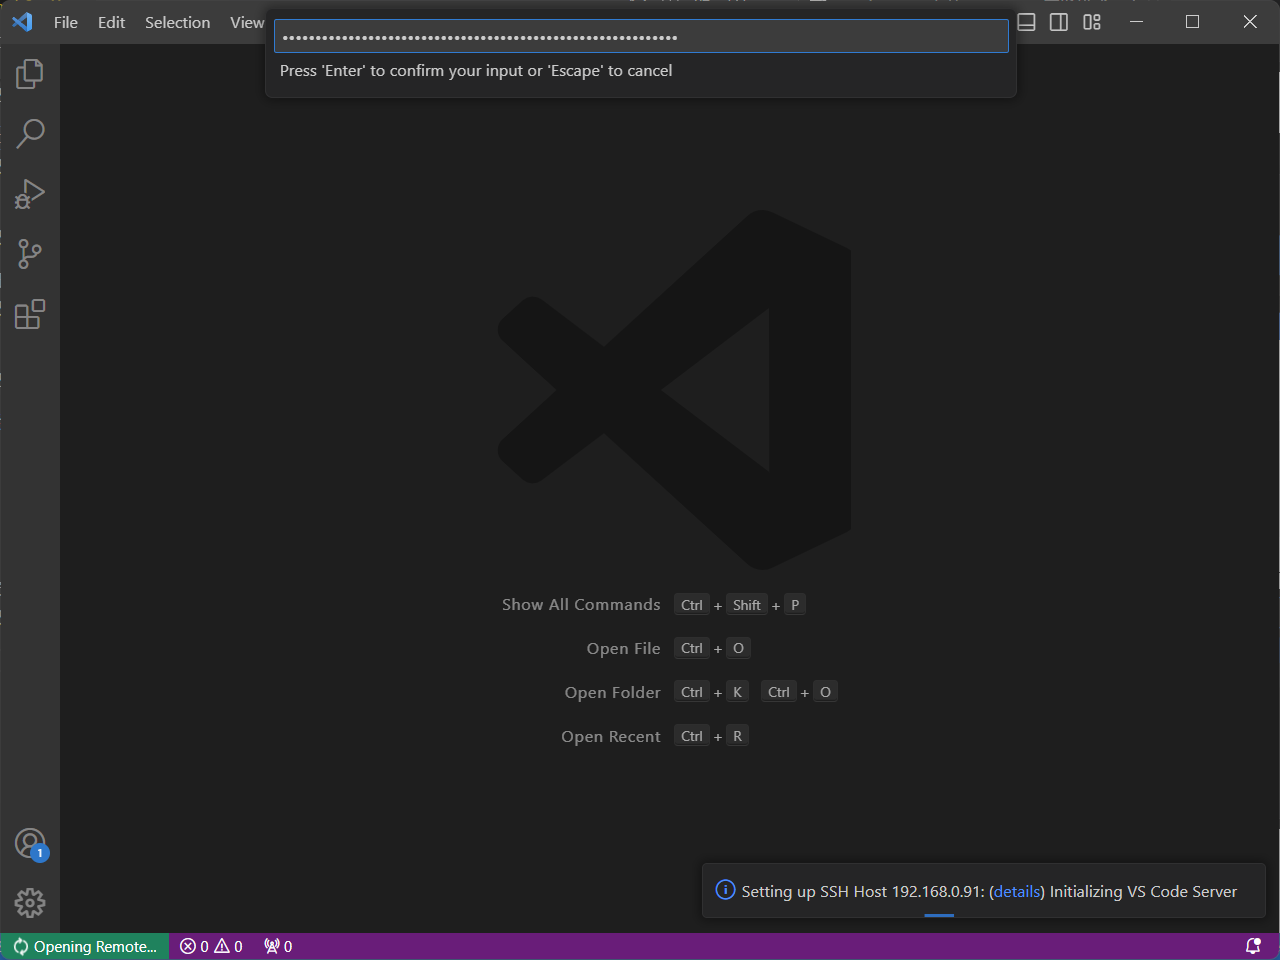 File Edit Selection View
••••••••••••••••••••••••••••••••••••••••••••••••••••••••••••
Press 'Enter' to confirm your input or 'Escape' to cancel
Show All Commands Ctrl + Shift + P
Open File Ctrl + O
Open Folder Ctrl + K Ctrl + O
Open Recent Ctrl + R
1
Setting up SSH Host 192.168.0.91: (details) Initializing VS Code Server
Opening Remote... 0 0 0